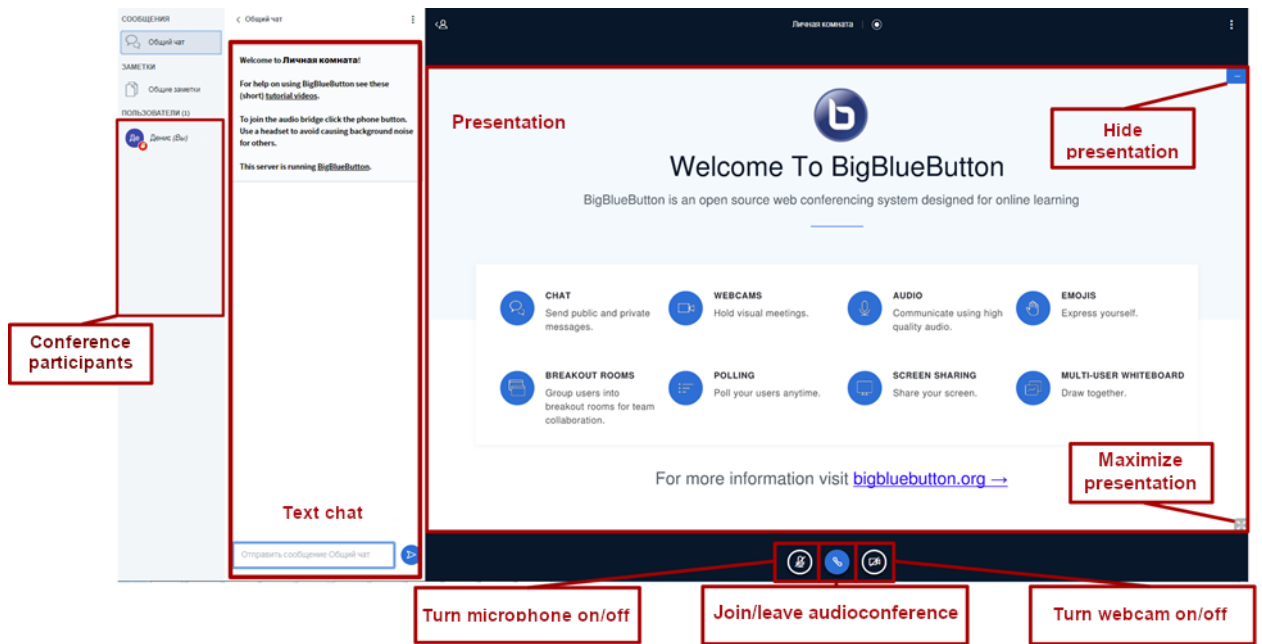 СООБЩЕНИЯ
Общий чат
ЗАМЕТКИ
Общие заметки
ПОЛЬЗОВАТЕЛИ (1)
Де
Денис (Вы)
Conference
participants
Общий чат
Welcome to Личная комната!
For help on using BigBlueButton see these
(short) tutorial videos.
To join the audio bridge click the phone button.
Use a headset to avoid causing background noise
for others.
This server is running BigBlueButton.
Text chat
Отправить сообщение Общий чат
Личная комната
Presentation
Hide
presentation
b
Welcome To BigBlueButton
BigBlueButton is an open source web conferencing system designed for online learning
CHAT
Send public and private
messages.
WEBCAMS
Hold visual meetings.
AUDIO
Communicate using high
quality audio.
EMOJIS
Express yourself.
BREAKOUT ROOMS
Group users into
breakout rooms for team
collaboration.
POLLING
Poll your users anytime.
SCREEN SHARING
Share your screen.
MULTI-USER WHITEBOARD
Draw together.
For more information visit bigbluebutton.org →
Maximize
presentation
Turn microphone on/off
Join/leave audioconference
Turn webcam on/off